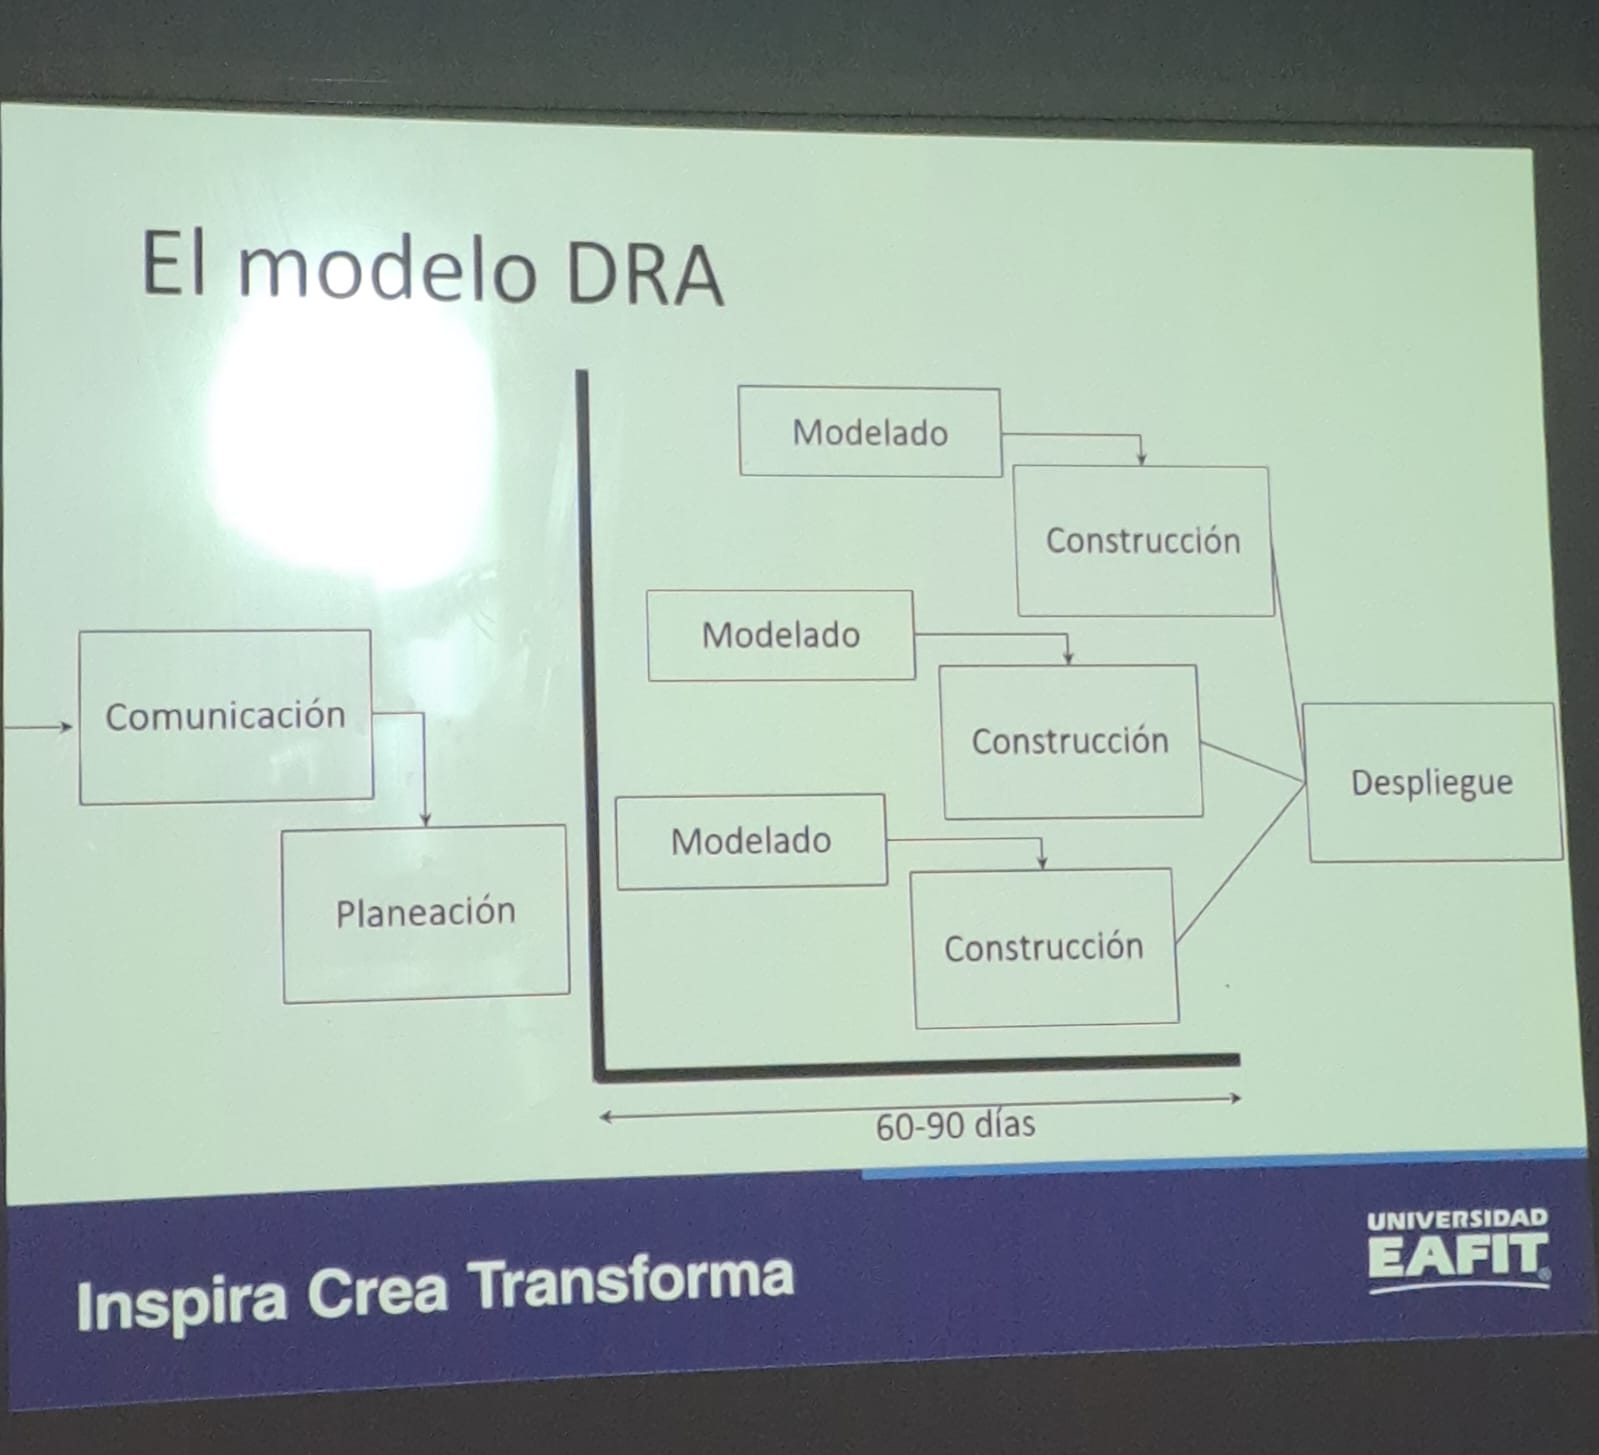 El modelo DRA
Modelado
Construcción
Modelado
Comunicación
Construcción
Despliegue
Modelado
Planeación
Construcción
60-90 días
Inspira Crea Transforma
UNIVERSIDAD
EAFIT®